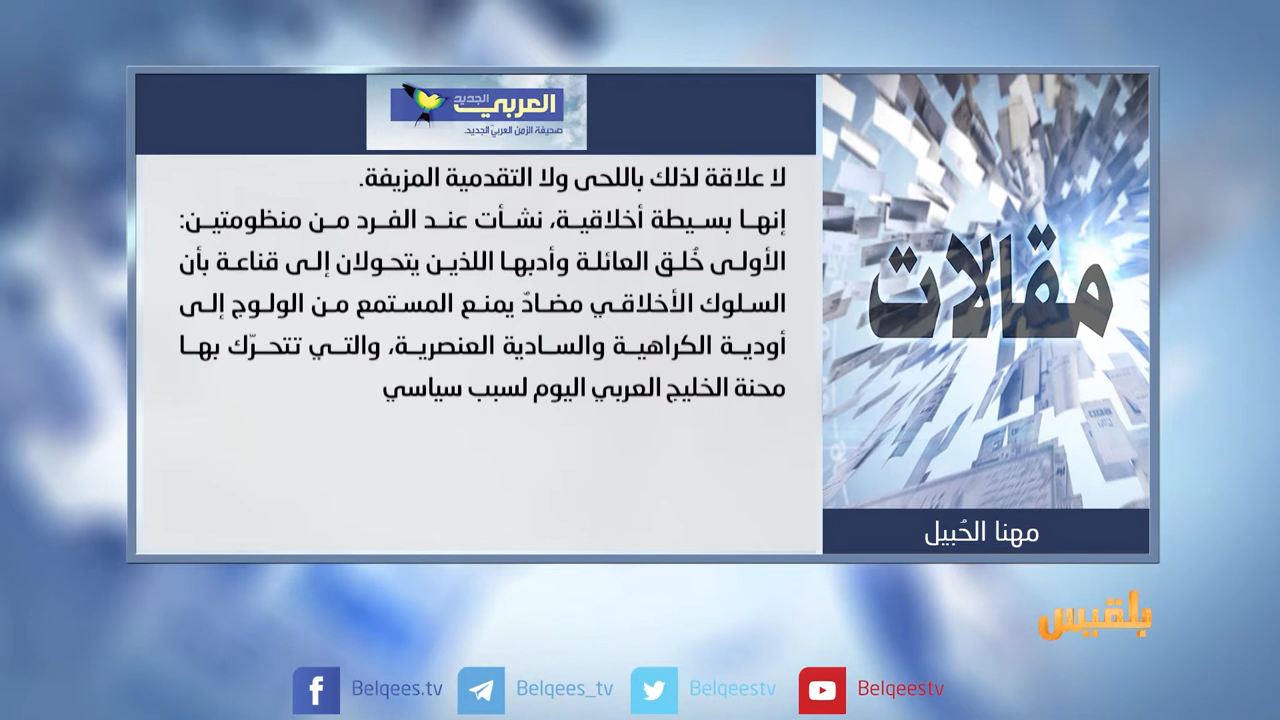 العربي الجديد
صحيفة الزمن العربيّ الجديد.
لا علاقة لذلك باللحى ولا التقدمية المزيفة.
إنها بسيطة أخلاقية، نشأت عند الفرد من منظومتين:
الأولى خُلق العائلة وأدبها اللذين يتحولان إلى قناعة بأن
السلوك الأخلاقي مضادٌ يمنع المستمع من الولوج إلى
أودية الكراهية والسادية العنصرية، والتي تتحرّك بها
محنة الخليج العربي اليوم لسبب سياسي
مقالات
مهنا الحُبيل
بلقيس
Belqees.tv
Belqees_tv
Belqeestv
Belqeestv